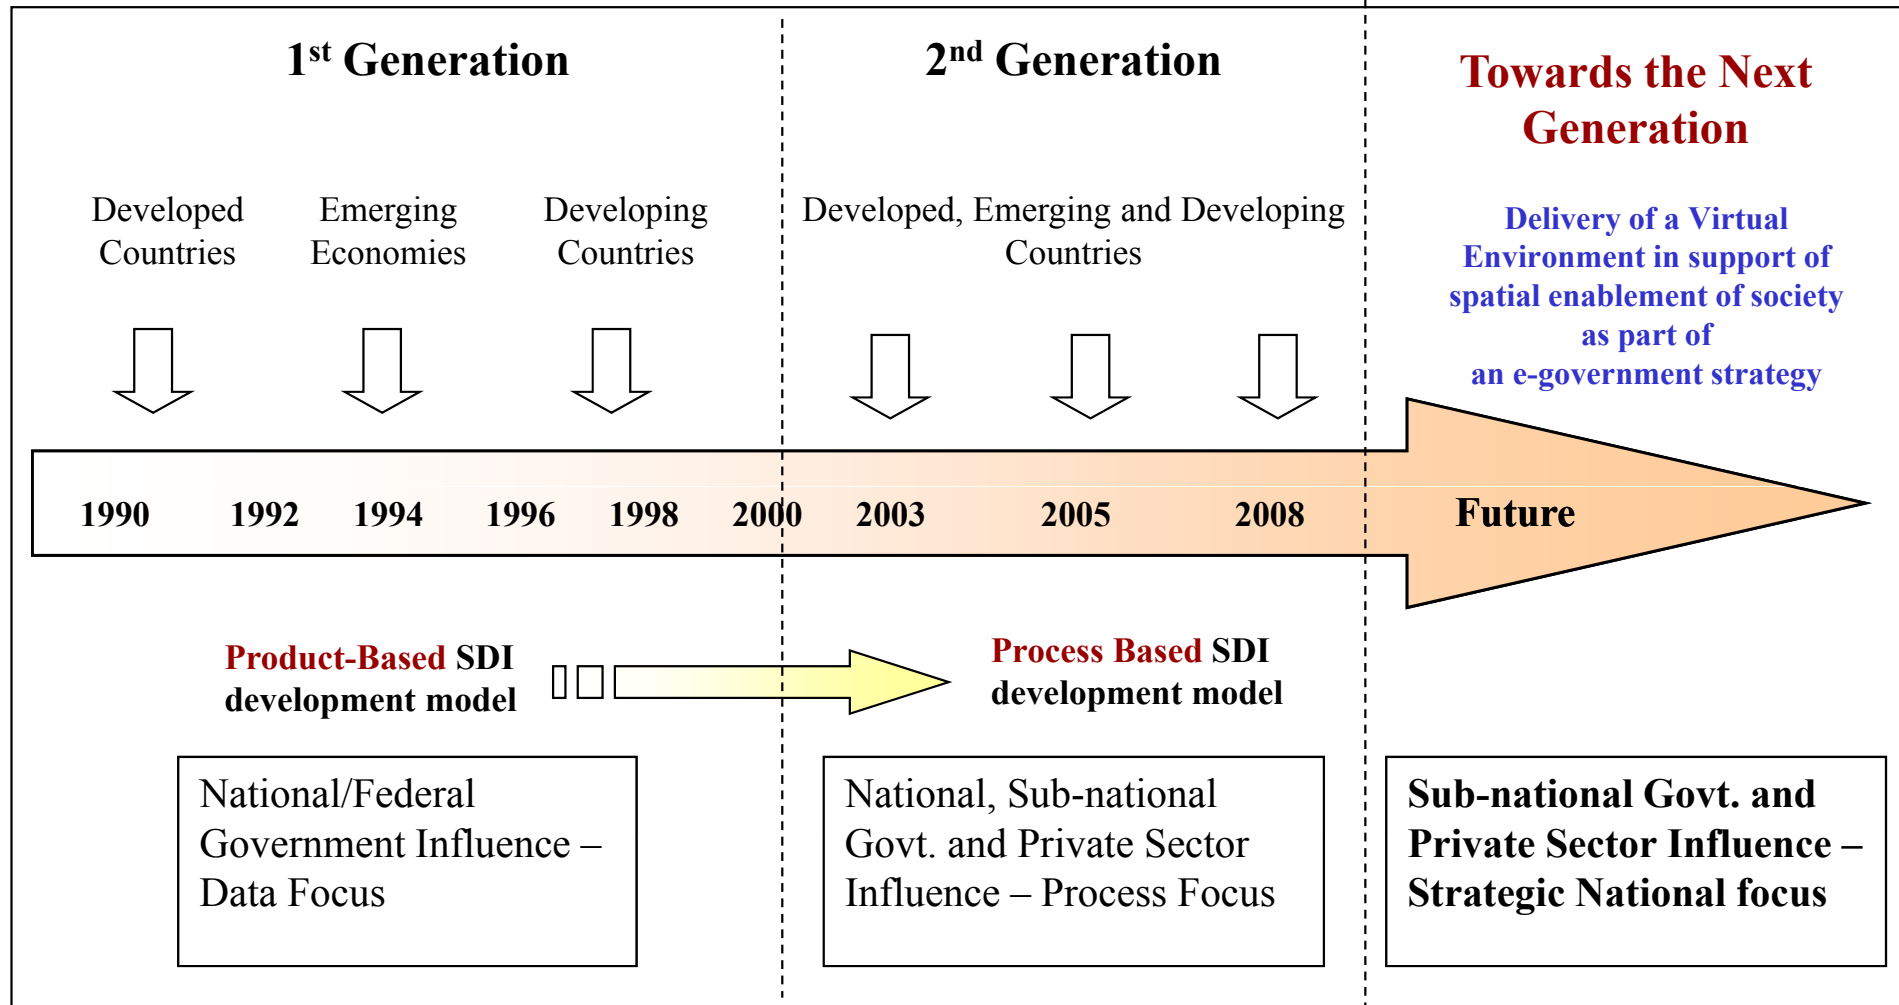 1st Generation
2nd Generation
Towards the Next
Generation
Developed
Countries
Emerging
Economies
Developing
Countries
Developed, Emerging and Developing
Countries
Delivery of a Virtual
Environment in support of
spatial enablement of society
as part of
an e-government strategy
1990 1992 1994 1996 1998 2000 2003 2005 2008 Future
Product-Based SDI
development model
Process Based SDI
development model
National/Federal
Government Influence –
Data Focus
National, Sub-national
Govt. and Private Sector
Influence – Process Focus
Sub-national Govt. and
Private Sector Influence –
Strategic National focus